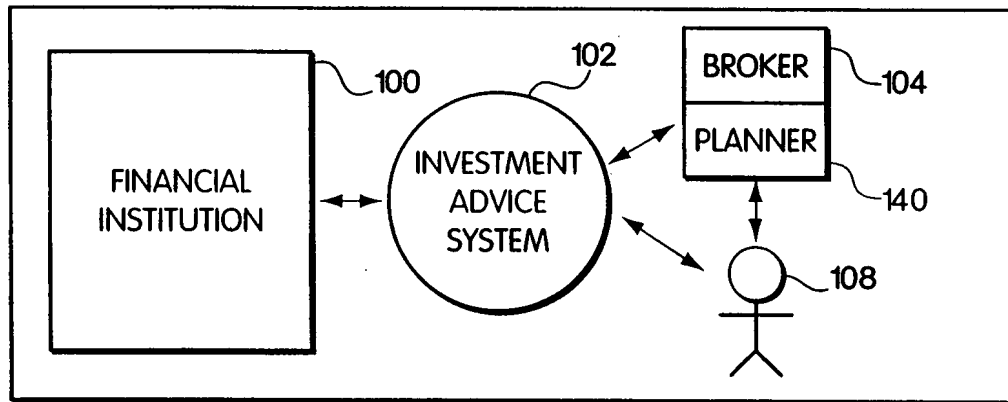 FINANCIAL
INSTITUTION
100
INVESTMENT
ADVICE
SYSTEM
102
BROKER
104
PLANNER
140
108